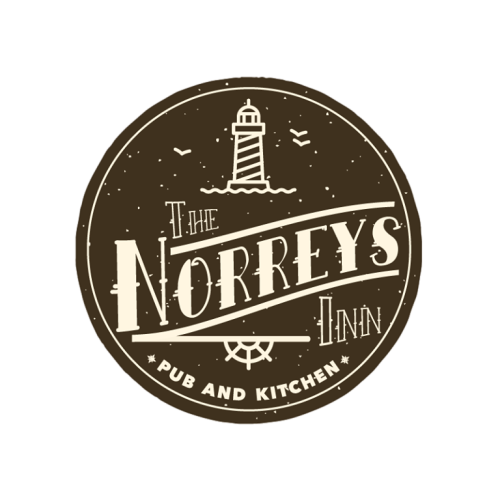 The
Norreys
Inn
PUB AND KITCHEN